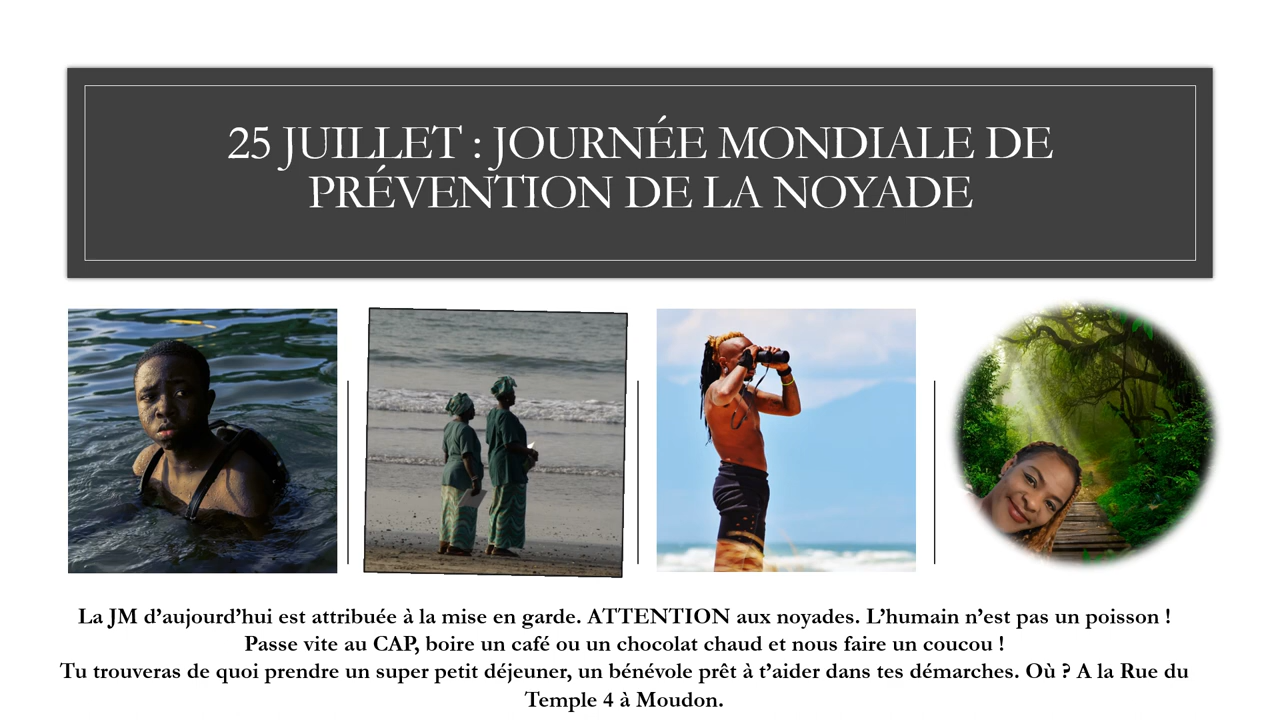 25 JUILLET : JOURNÉE MONDIALE DE
PRÉVENTION DE LA NOYADE
La JM d’aujourd’hui est attribuée à la mise en garde. ATTENTION aux noyades. L’humain n’est pas un poisson !
Passe vite au CAP, boire un café ou un chocolat chaud et nous faire un coucou !
Tu trouveras de quoi prendre un super petit déjeuner, un bénévole prêt à t’aider dans tes démarches. Où ? A la Rue du
Temple 4 à Moudon.